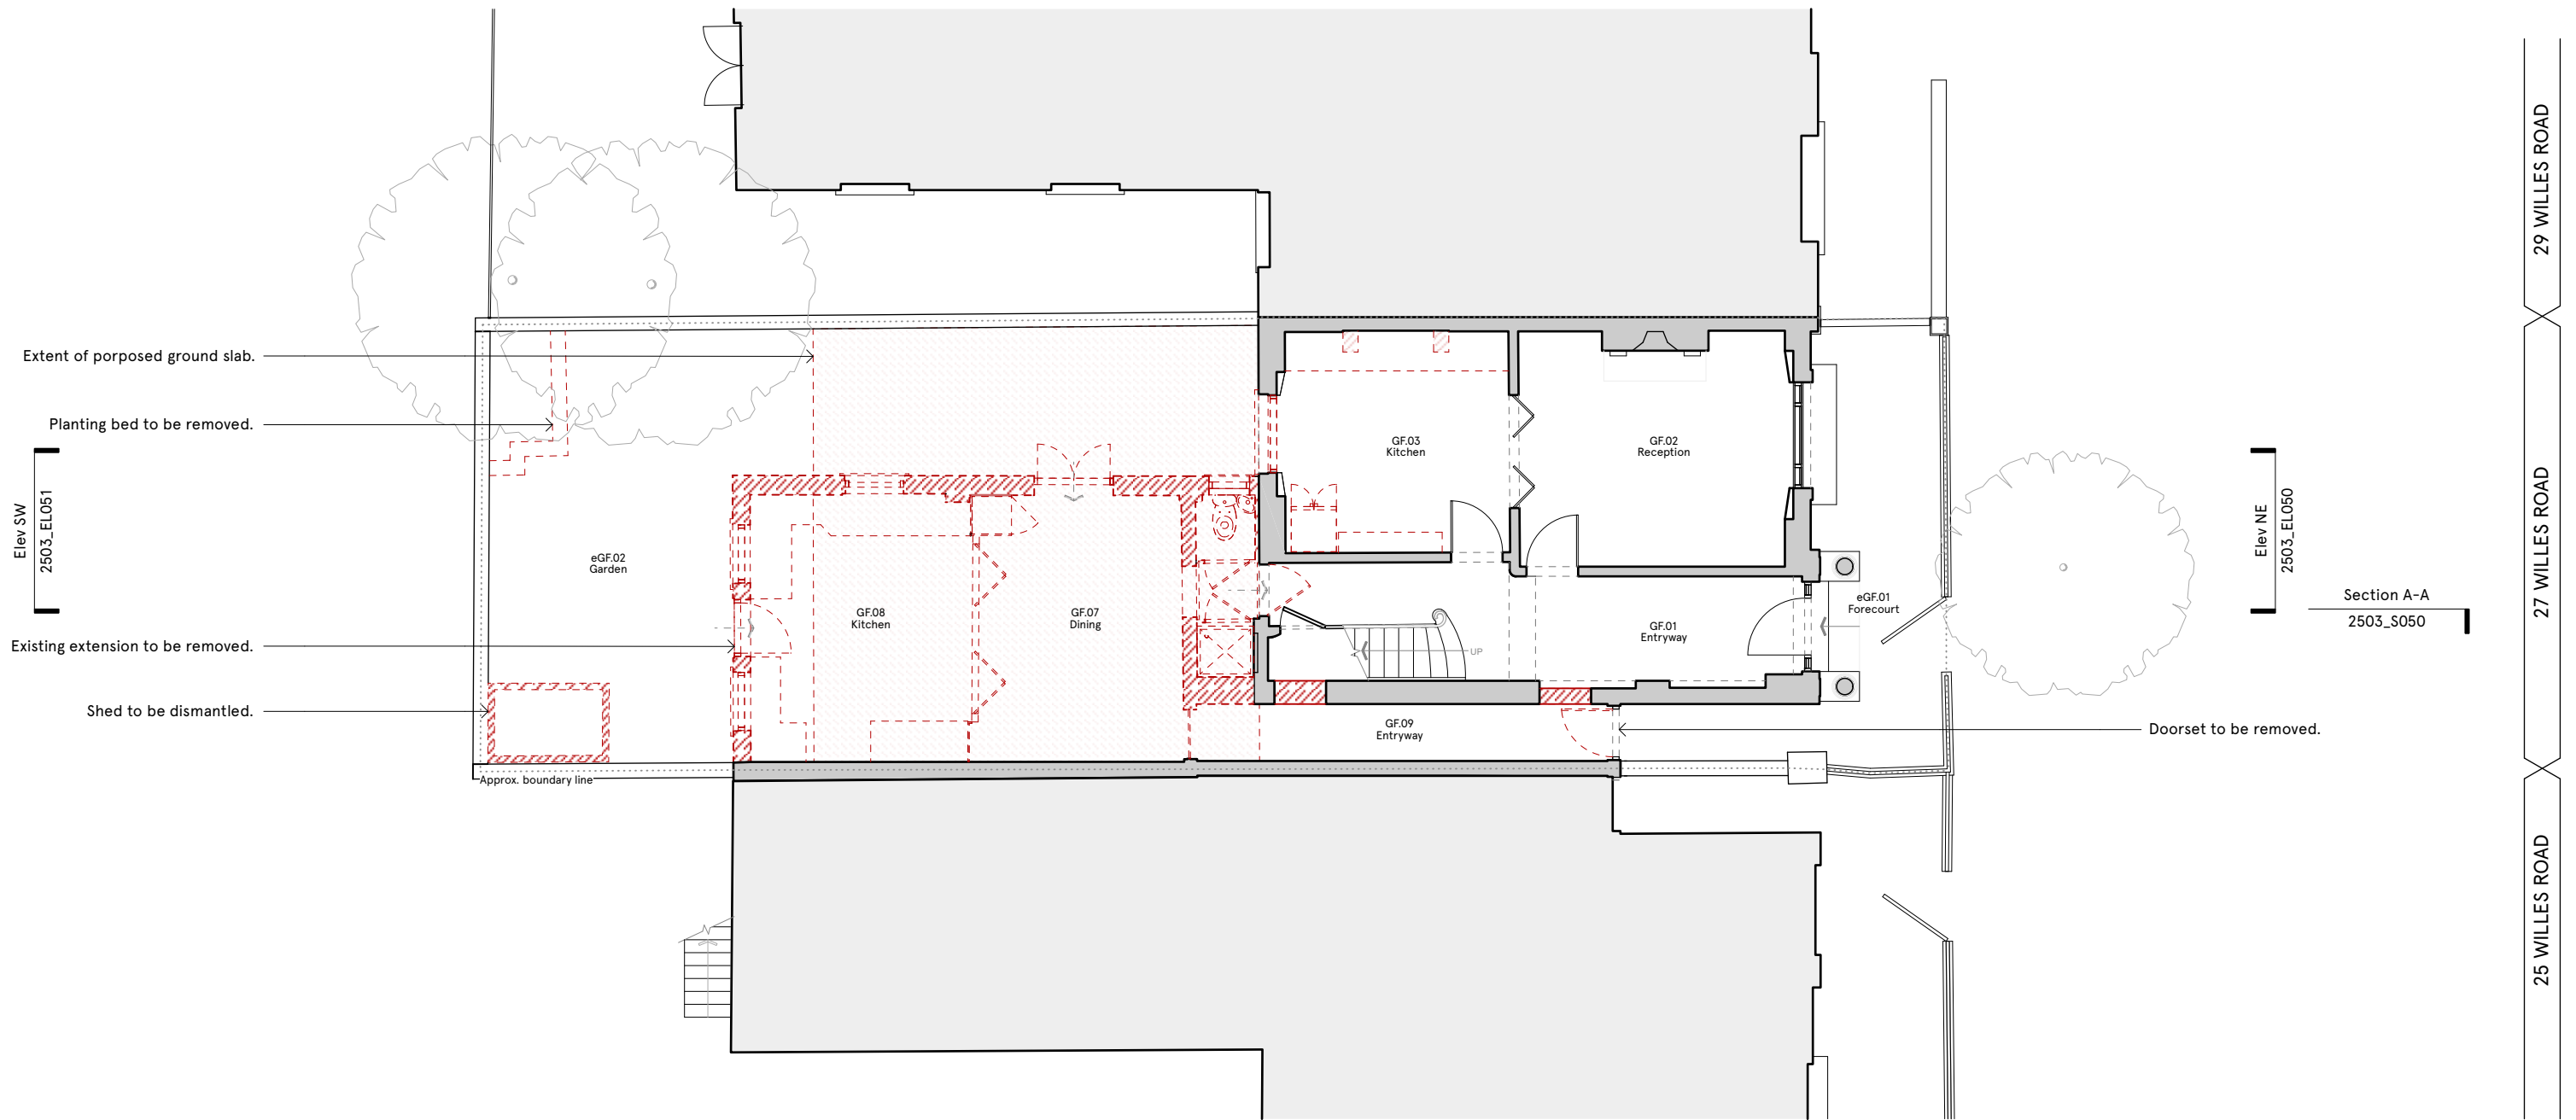 29 WILLES ROAD
Extent of porposed ground slab.
Planting bed to be removed.
GF.03
Kitchen
GF.02
Reception
Elev SW
2503_EL051
Elev NE
2503_EL050
27 WILLES ROAD
eGF.02
Garden
Section A-A
2503_S050
eGF.01
Forecourt
GF.08
Kitchen
GF.07
Dining
GF.01
Entryway
Existing extension to be removed.
UP
Shed to be dismantled.
GF.09
Entryway
Doorset to be removed.
Approx. boundary line
25 WILLES ROAD